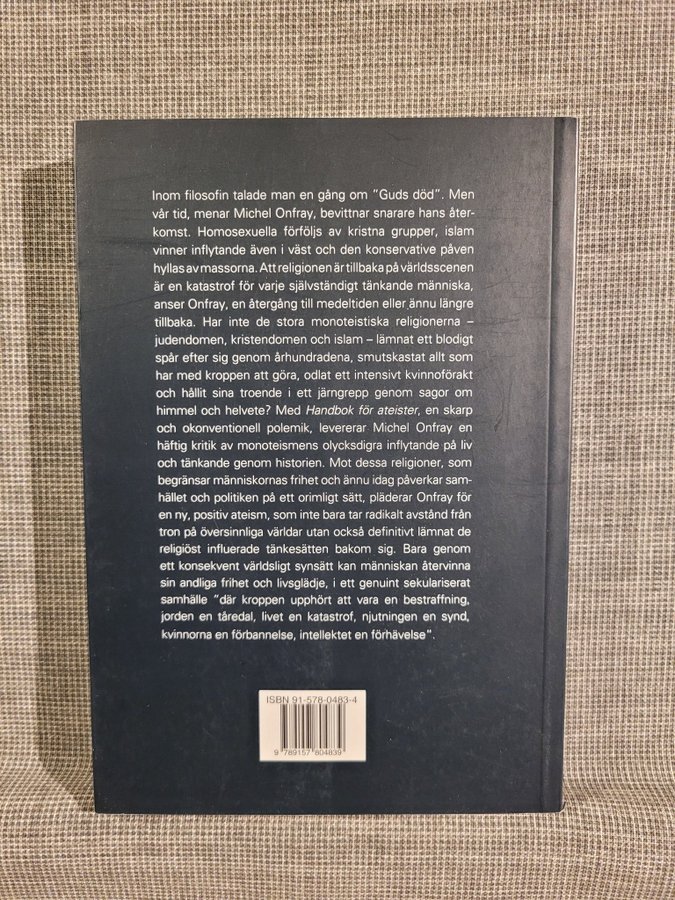 Inom filosofin talade man en gång om "Guds död". Men
vår tid, menar Michel Onfray, bevittnar snarare hans åter-
komst. Homosexuella förföljs av kristna grupper, islam
vinner inflytande även i väst och den konservative påven
hyllas av massorna. Att religionen är tillbaka på världsscenen
är en katastrof för varje självständigt tänkande människa,
anser Onfray, en återgång till medeltiden eller ännu längre
tillbaka. Har inte de stora monoteistiska religionerna –
judendomen, kristendomen och islam – lämnat ett blodigt
spår efter sig genom århundradena, smutskastat allt som
har med kroppen att göra, odlat ett intensivt kvinnoförakt
och hållit sina troende i ett järngrepp genom sagor om
himmel och helvete? Med Handbok för ateister, en skarp
och okonventionell polemik, levererar Michel Onfray en
häftig kritik av monoteismens olycksdigra inflytande på liv
och tänkande genom historien. Mot dessa religioner, som
begränsar människornas frihet och ännu idag påverkar sam-
hället och politiken på ett orimligt sätt, pläderar Onfray för
en ny, positiv ateism, som inte bara tar radikalt avstånd från
tron på översinnliga världar utan också definitivt lämnat de
religiöst influerade tänkesätten bakom sig. Bara genom
ett konsekvent världsligt synsätt kan människan återvinna
sin andliga frihet och livsglädje, i ett genuint sekulariserat
samhälle "där kroppen upphört att vara en bestraffning,
jorden en tåredal, livet en katastrof, njutningen en synd,
kvinnorna en förbannelse, intellektet en förhävelse".
ISBN 91-578-0483-4
9 789157 804839